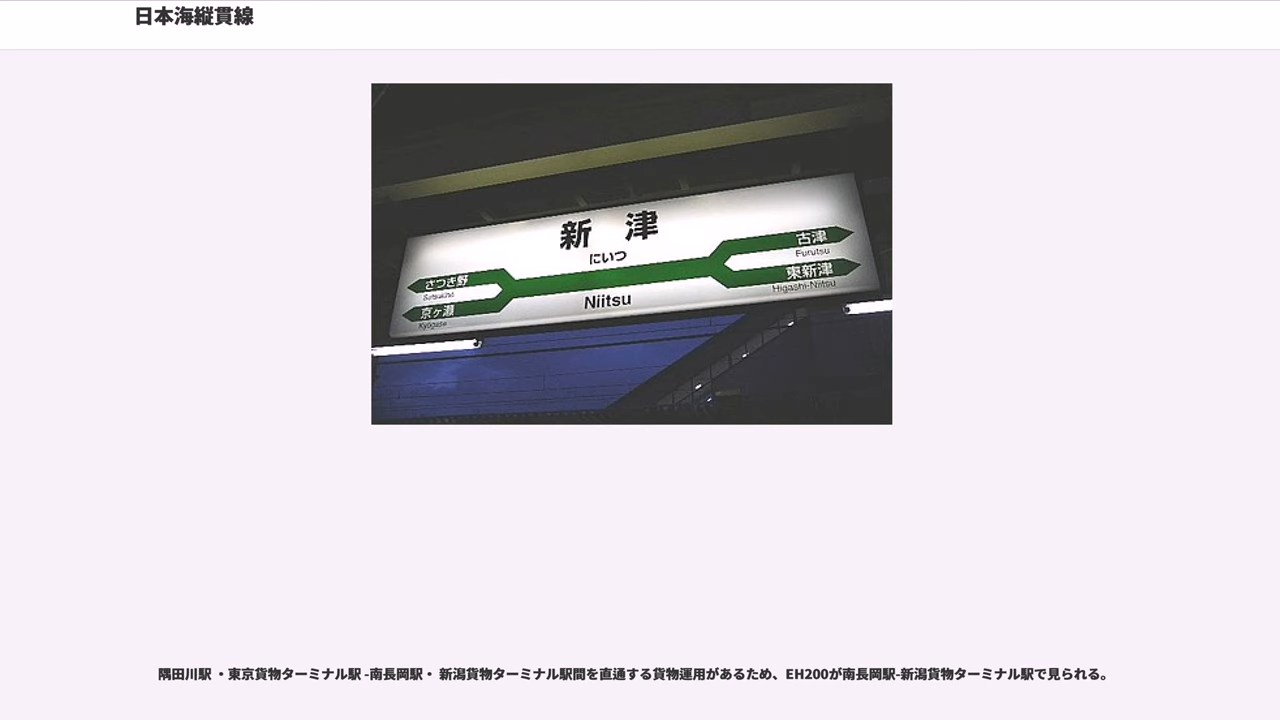 日本海縦貫線
新津
にいつ
Niitsu
さつき野
Satsukino
京ヶ瀬
Kyōgase
古津
Furutsu
東新津
Higashi-Niitsu
隅田川駅 ・東京貨物ターミナル駅 -南長岡駅・ 新潟貨物ターミナル駅間を直通する貨物運用があるため、EH200が南長岡駅-新潟貨物ターミナル駅で見られる。